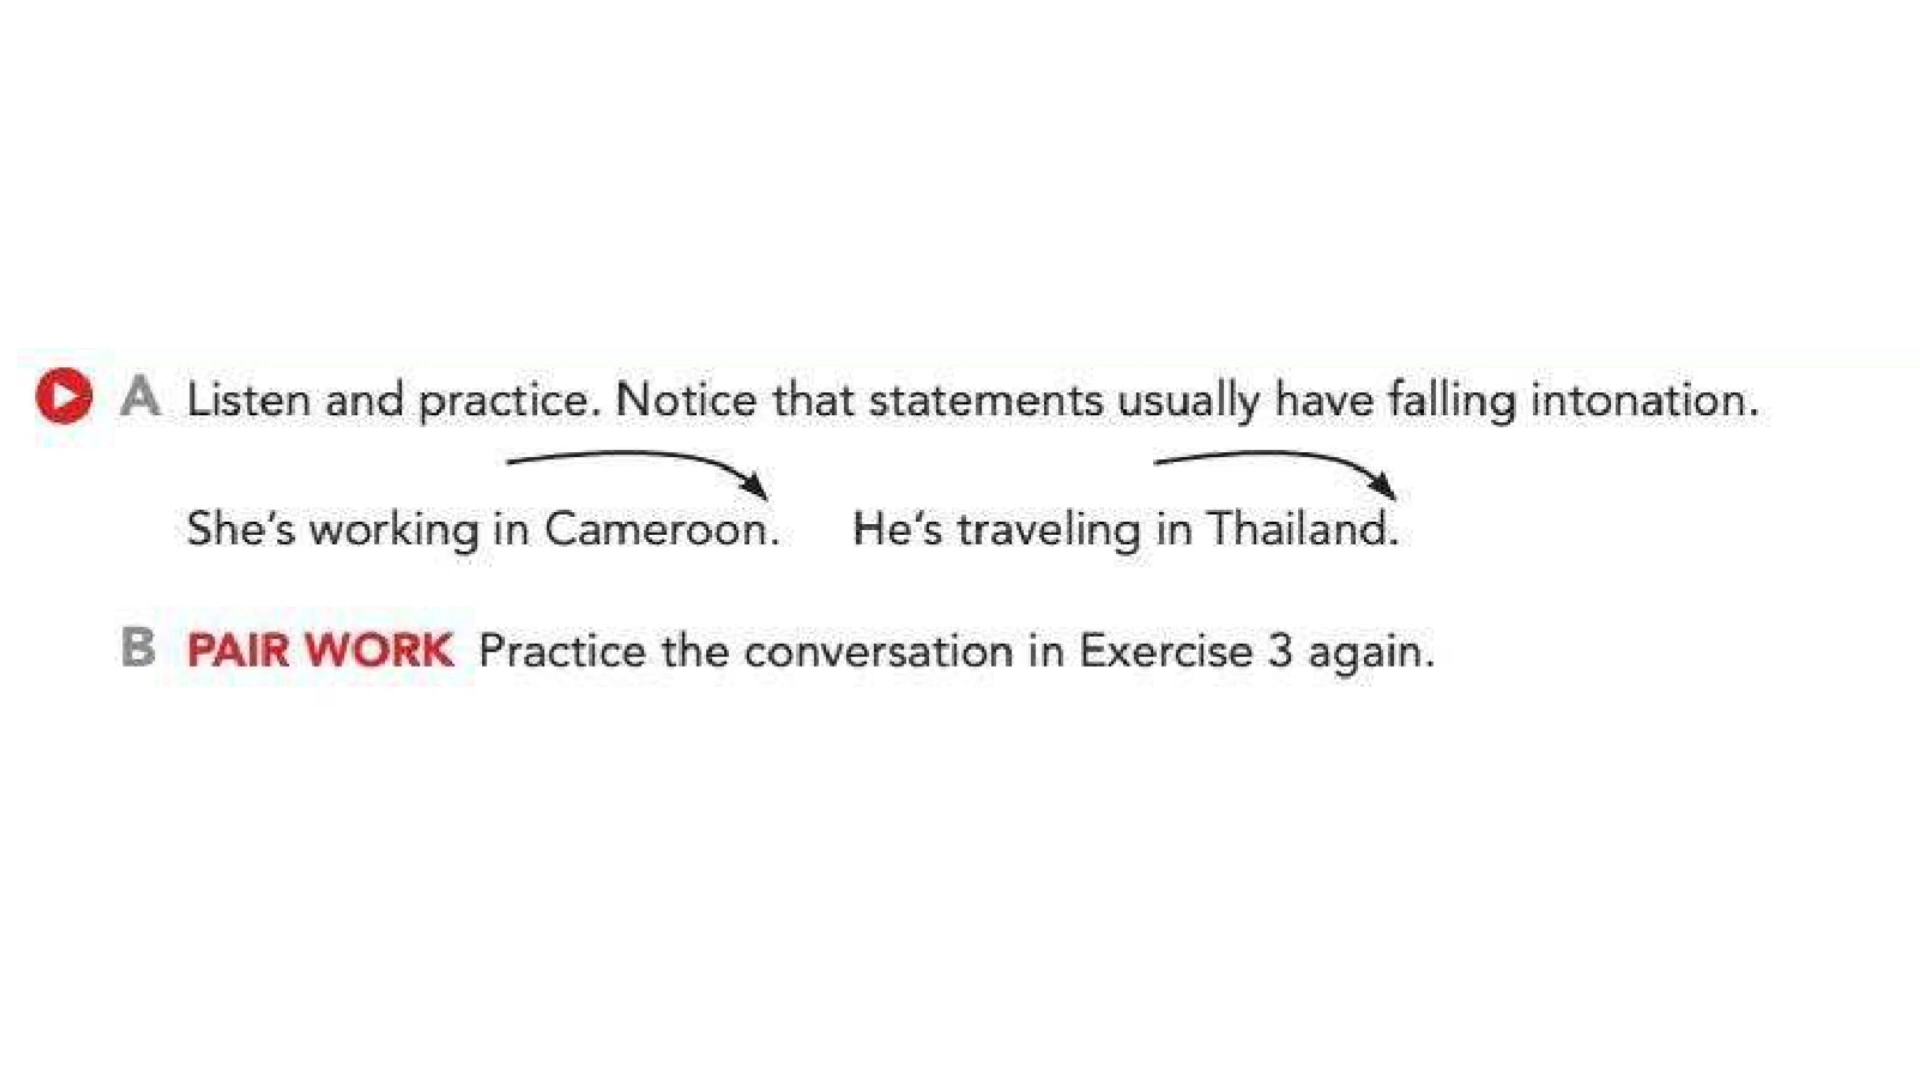 A Listen and practice. Notice that statements usually have falling intonation.
She's working in Cameroon. He's traveling in Thailand.
B PAIR WORK Practice the conversation in Exercise 3 again.